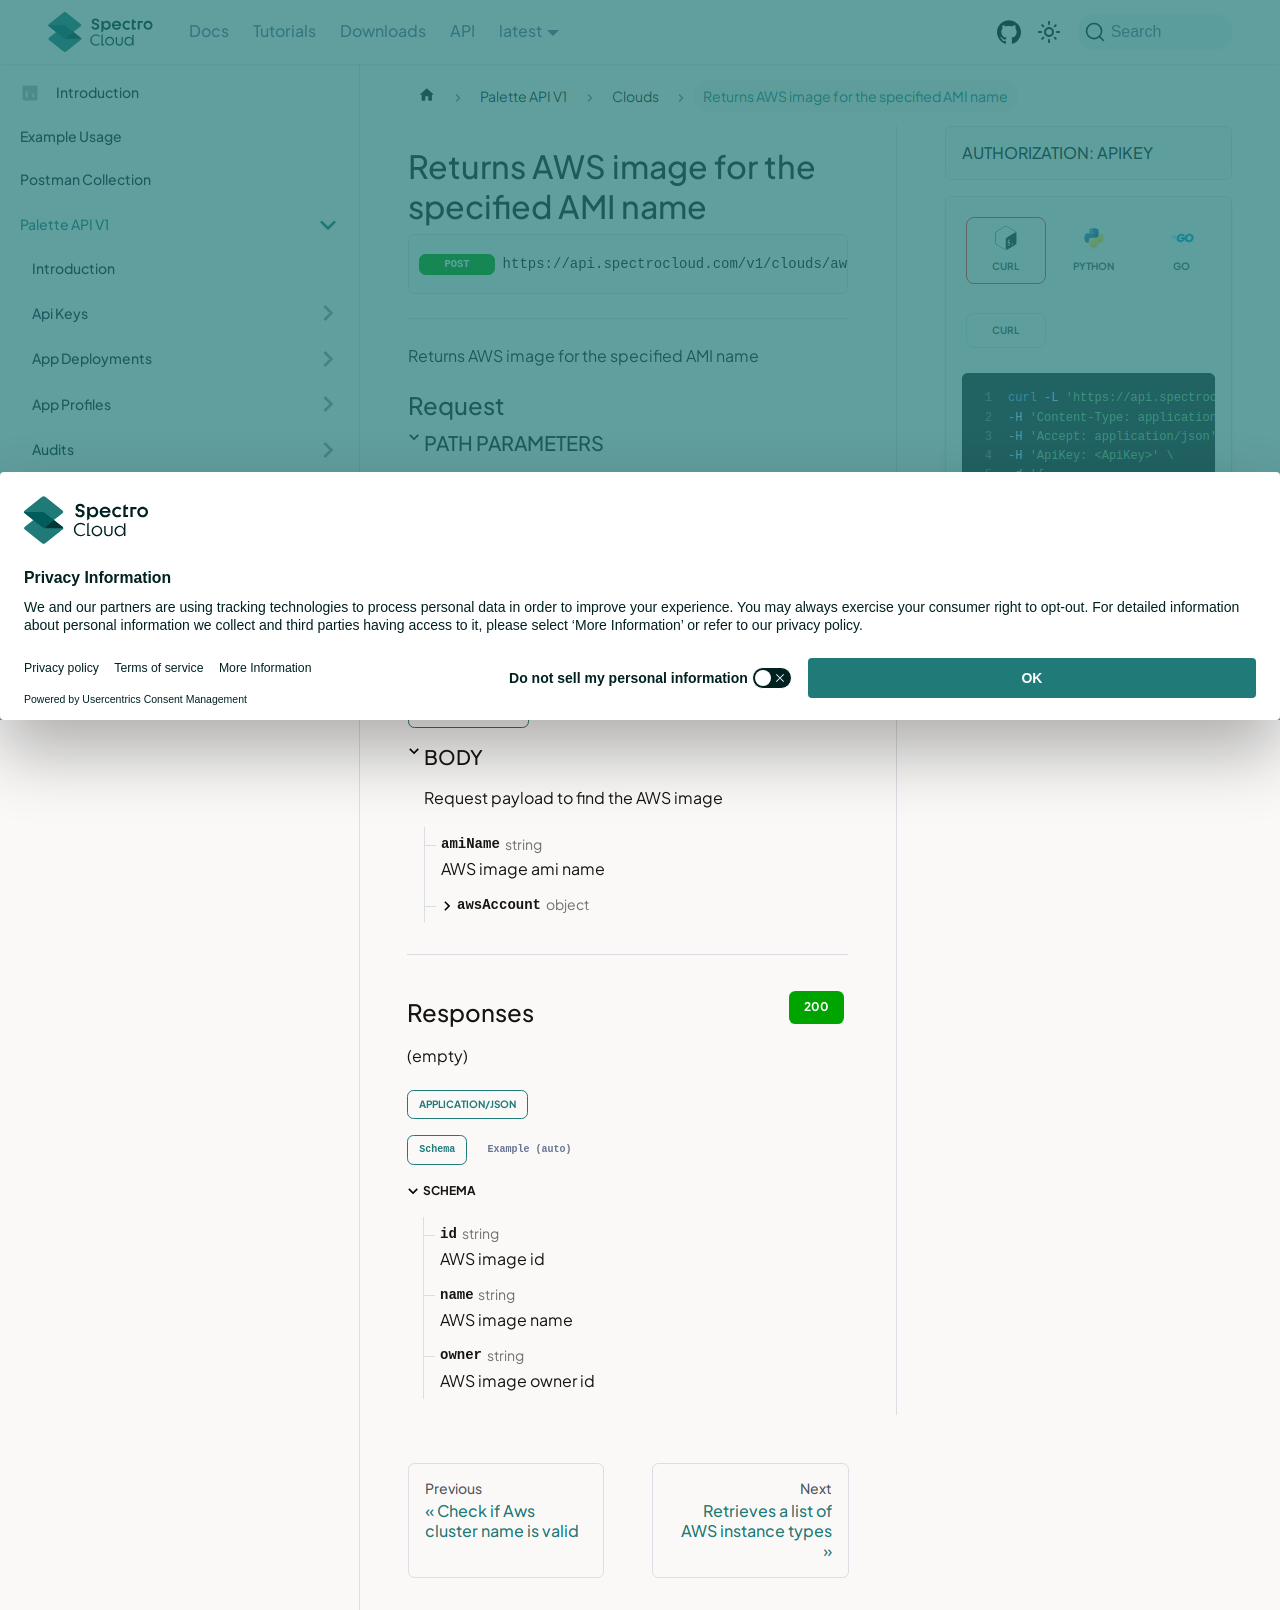 Spectro Cloud
Docs Tutorials Downloads API latest
Search
Introduction
Example Usage
Postman Collection
Palette API V1
Introduction
Api Keys
App Deployments
App Profiles
Audits
Palette API V1 > Clouds > Returns AWS image for the specified AMI name
Returns AWS image for the
specified AMI name
POST https://api.spectrocloud.com/v1/clouds/aw
Returns AWS image for the specified AMI name
Request
PATH PARAMETERS
AUTHORIZATION: APIKEY
CURL PYTHON GO
CURL
1 curl -L 'https://api.spectroc
2 -H 'Content-Type: application
3 -H 'Accept: application/json'
4 -H 'ApiKey: <ApiKey>' \
Spectro
Cloud
Privacy Information
We and our partners are using tracking technologies to process personal data in order to improve your experience. You may always exercise your consumer right to opt-out. For detailed information
about personal information we collect and third parties having access to it, please select ‘More Information’ or refer to our privacy policy.
Privacy policy Terms of service More Information
Do not sell my personal information
OK
Powered by Usercentrics Consent Management
BODY
Request payload to find the AWS image
amiName string
AWS image ami name
awsAccount object
Responses
200
(empty)
APPLICATION/JSON
Schema Example (auto)
SCHEMA
id string
AWS image id
name string
AWS image name
owner string
AWS image owner id
Previous
« Check if Aws
cluster name is valid
Next
Retrieves a list of
AWS instance types
»